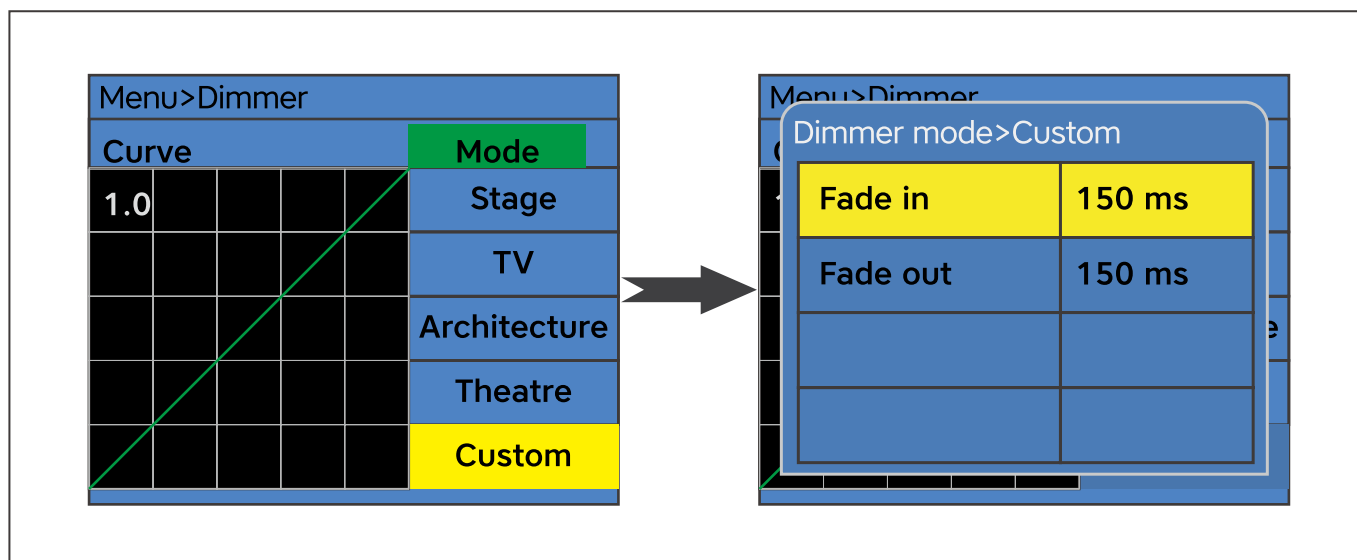 Menu>Dimmer
Curve
Mode
1.0
Stage
TV
Architecture
Theatre
Custom
Menu>Dimmer
Dimmer mode>Custom
Fade in 150 ms
Fade out 150 ms